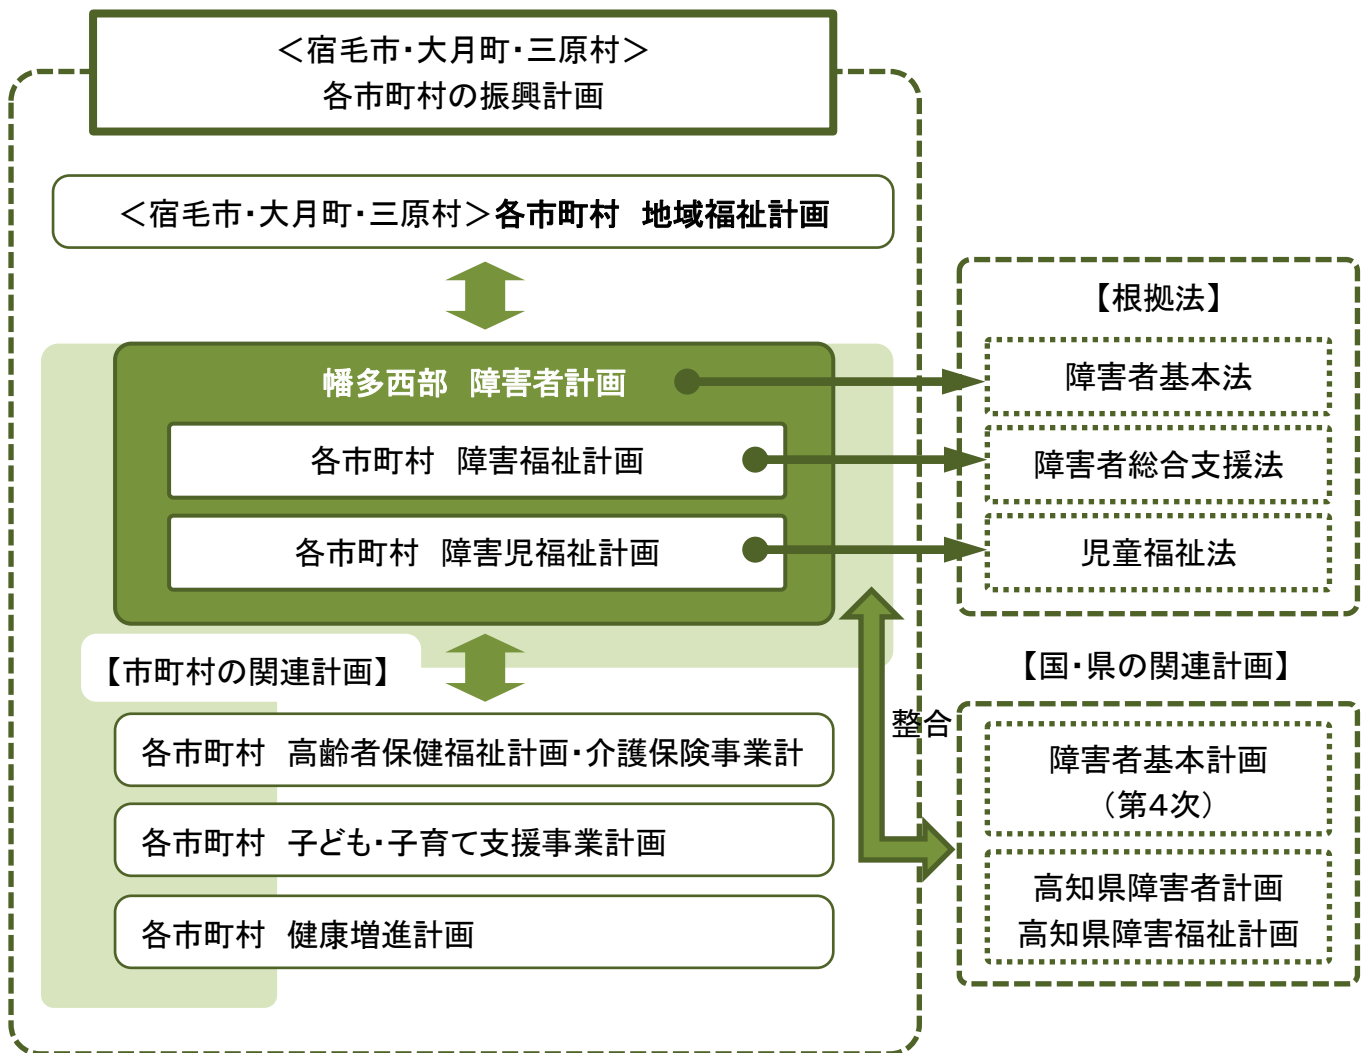 ＜宿毛市・大月町・三原村＞
各市町村の振興計画
＜宿毛市・大月町・三原村＞各市町村　地域福祉計画
幡多西部　障害者計画
各市町村　障害福祉計画
各市町村　障害児福祉計画
【根拠法】
障害者基本法
障害者総合支援法
児童福祉法
【市町村の関連計画】
各市町村　高齢者保健福祉計画・介護保険事業計
各市町村　子ども・子育て支援事業計画
各市町村　健康増進計画
整合
【国・県の関連計画】
障害者基本計画
（第４次）
高知県障害者計画
高知県障害福祉計画